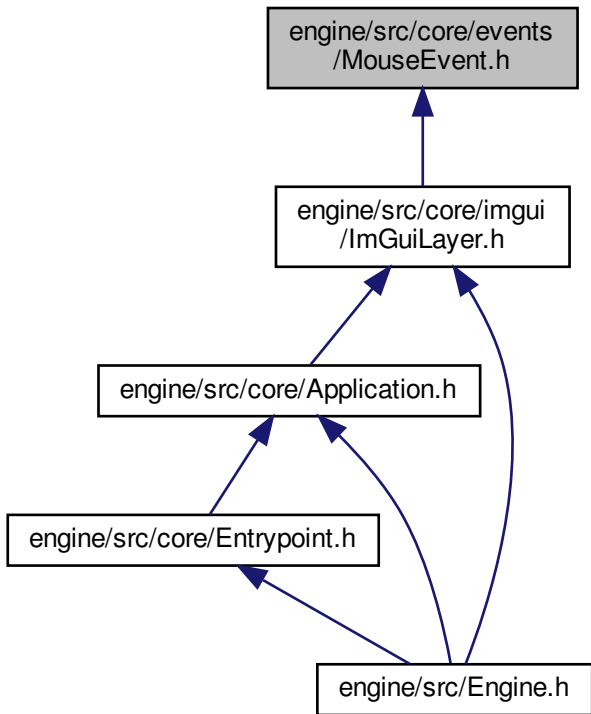 engine/src/core/events
/MouseEvent.h
engine/src/core/imgui
/ImGuiLayer.h
engine/src/core/Application.h
engine/src/core/Entrypoint.h
engine/src/Engine.h